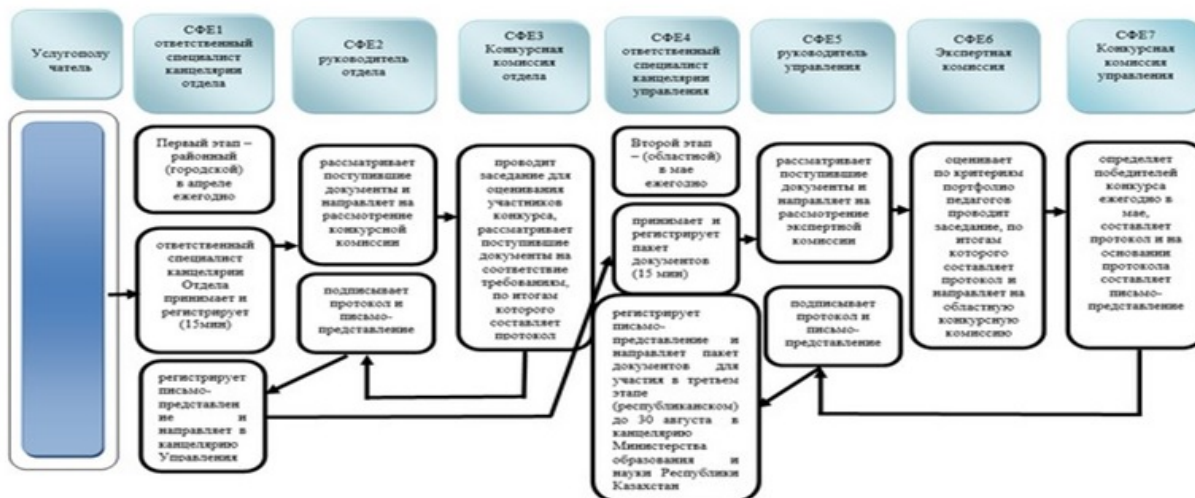 Услугополу
чатель
СФЕ1
ответственный
специалист
канцелярии
отдела
СФЕ2
руководитель
отдела
СФЕ3
Конкурсная
комиссия
отдела
СФЕ4
ответственный
специалист
канцелярии
управления
СФЕ5
руководитель
управления
СФЕ6
Экспертная
комиссия
СФЕ7
Конкурсная
комиссия
управления
Первый этап –
районный
(городской)
в апреле
ежегодно
ответственный
специалист
канцелярии
Отдела
принимает и
регистрирует
(15мин)
регистрирует
письмо-
представлен
ие и
направляет в
канцелярию
Управления
рассматривает
поступившие
документы и
направляет на
рассмотрение
конкурсной
комиссии
подписывает
протокол и
письмо-
представление
проводит
заседание для
оценивания
участников
конкурса,
рассматривает
поступившие
документы на
соответствие
требованиям,
по итогам
которого
составляет
протокол
Второй этап
– (областной)
в мае
ежегодно
принимает и
регистрирует
пакет
документов
(15 мин)
регистрирует
письмо-
представление и
направляет пакет
документов для
участия в третьем
этапе
(республиканском)
до 30 августа в
канцелярию
Министерства
образования и
науки Республики
Казахстан
рассматривает
поступившие
документы и
направляет на
рассмотрение
экспертной
комиссии
подписывает
протокол и
письмо-
представление
оценивает
по критериям
портфолио
педагогов
проводит
заседание, по
итогам
которого
составляет
протокол и
направляет на
областную
конкурсную
комиссию
определяет
победителей
конкурса
ежегодно в
мае,
составляет
протокол и на
основании
протокола
составляет
письмо-
представление